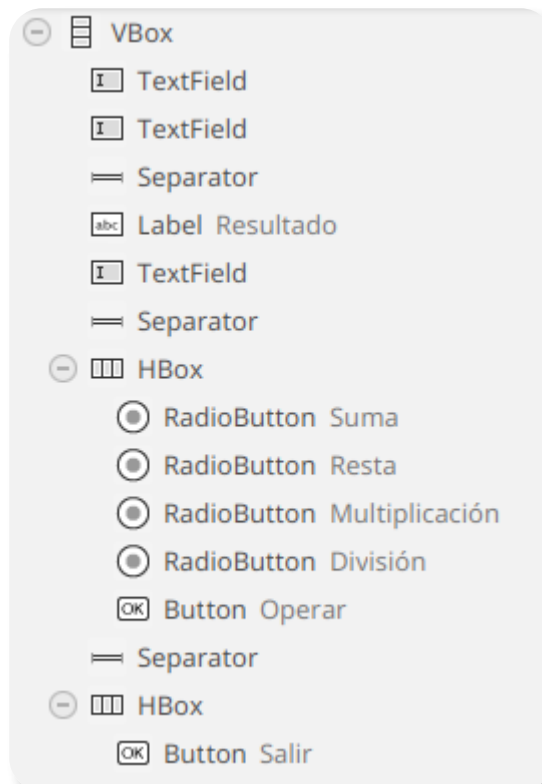 VBox
I TextField
I TextField
Separator
abc Label Resultado
I TextField
Separator
HBox
RadioButton Suma
RadioButton Resta
RadioButton Multiplicación
RadioButton División
OK Button Operar
Separator
HBox
OK Button Salir